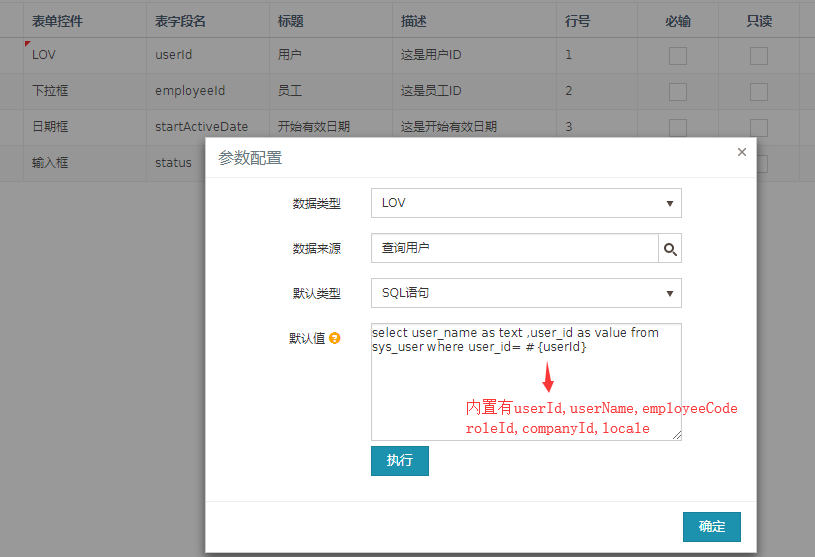 表单控件 表字段名 标题 描述 行号 必输 只读
LOV userId 用户 这是用户ID 1
下拉框 employeeId 员工 这是员工ID 2
日期框 startActiveDate 开始有效日期 这是开始有效日期 3
输入框 status
参数配置 ×
数据类型 LOV
数据来源 查询用户
默认类型 SQL语句
默认值 ?
select user_name as text ,user_id as value from
sys_user where user_id= #{userId}
内置有userId,userName,employeeCode
roleId,companyId,locale
执行
确定